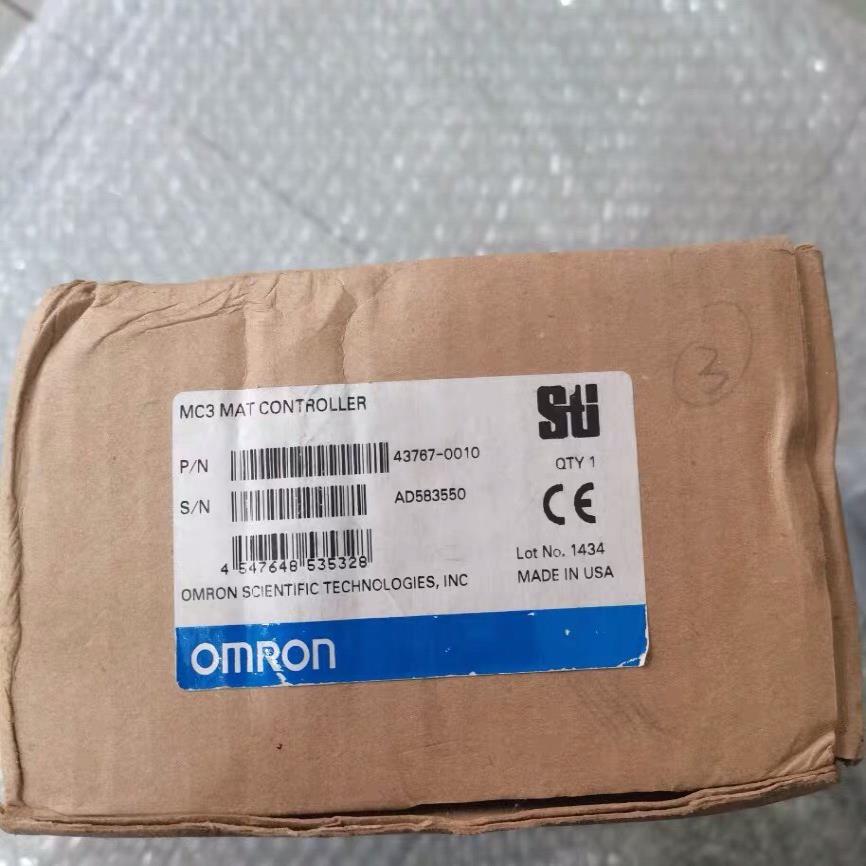 3
MC3 MAT CONTROLLER
Sti
P/N 43767-0010
QTY 1
S/N AD583550
CE
4 547648 535328
Lot No. 1434
OMRON SCIENTIFIC TECHNOLOGIES, INC
MADE IN USA
OMRON